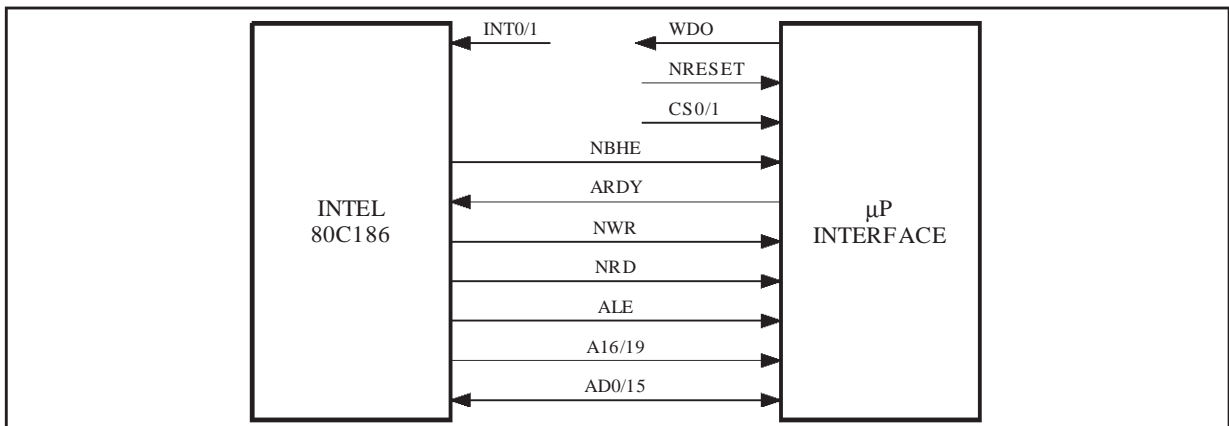 INT0/1
WDO
NRESET
CS0/1
NBHE
ARDY
INTEL
80C186
µP
INTERFACE
NWR
NRD
ALE
A16/19
AD0/15